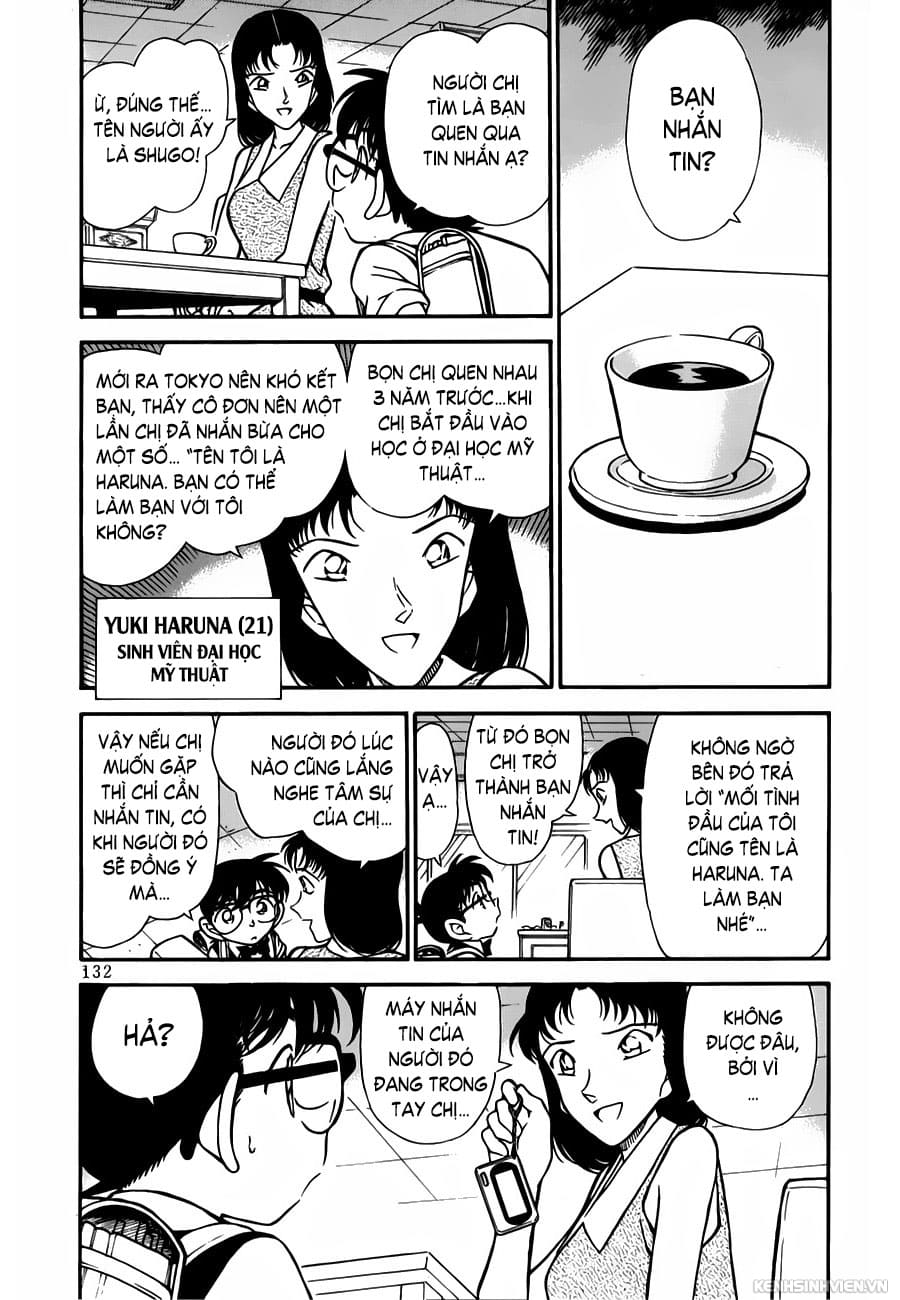 BẠN
NHẮN
TIN?
NGƯỜI CHỊ
TÌM LÀ BẠN
QUEN QUA
TIN NHẮN Ạ?
Ừ, ĐÚNG THẾ...
TÊN NGƯỜI ẤY
LÀ SHUGO!
BỌN CHỊ QUEN NHAU
3 NĂM TRƯỚC...KHI
CHỊ BẮT ĐẦU VÀO
HỌC Ở ĐẠI HỌC MỸ
THUẬT...
MỚI RA TOKYO NÊN KHÓ KẾT
BẠN, THẤY CÔ ĐƠN NÊN MỘT
LẦN CHỊ ĐÃ NHẮN BỪA CHO
MỘT SỐ... “TÊN TÔI LÀ
HARUNA. BẠN CÓ THỂ
LÀM BẠN VỚI TÔI
KHÔNG?
YUKI HARUNA (21)
SINH VIÊN ĐẠI HỌC
MỸ THUẬT
KHÔNG NGỜ
BÊN ĐÓ TRẢ
LỜI “MỐI TÌNH
ĐẦU CỦA TÔI
CŨNG TÊN LÀ
HARUNA. TA
LÀM BẠN
NHÉ”...
TỪ ĐÓ BỌN
CHỊ TRỞ
THÀNH BẠN
NHẮN
TIN!
VẬY
Ạ...
NGƯỜI ĐÓ LÚC
NÀO CŨNG LẮNG
NGHE TÂM SỰ
CỦA CHỊ...
VẬY NẾU CHỊ
MUỐN GẶP
THÌ CHỈ CẦN
NHẮN TIN, CÓ
KHI NGƯỜI ĐÓ
SẼ ĐỒNG Ý
MÀ...
132
KHÔNG
ĐƯỢC ĐÂU,
BỞI VÌ
...
MÁY NHẮN
TIN CỦA
NGƯỜI ĐÓ
ĐANG TRONG
TAY CHỊ...
HẢ?
KENHSINHVIEN.VN